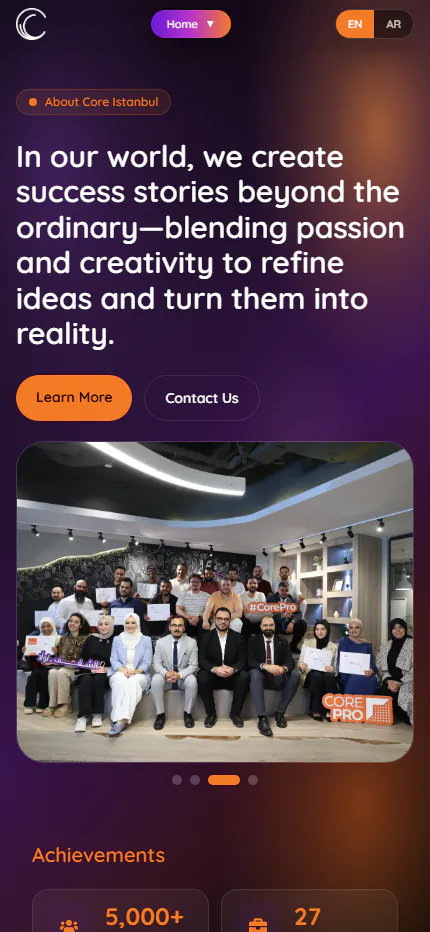 Home ▼
EN AR
About Core Istanbul
In our world, we create
success stories beyond the
ordinary—blending passion
and creativity to refine
ideas and turn them into
reality.
Learn More
Contact Us
#CorePro
CORE
PRO
Achievements
5,000+
27